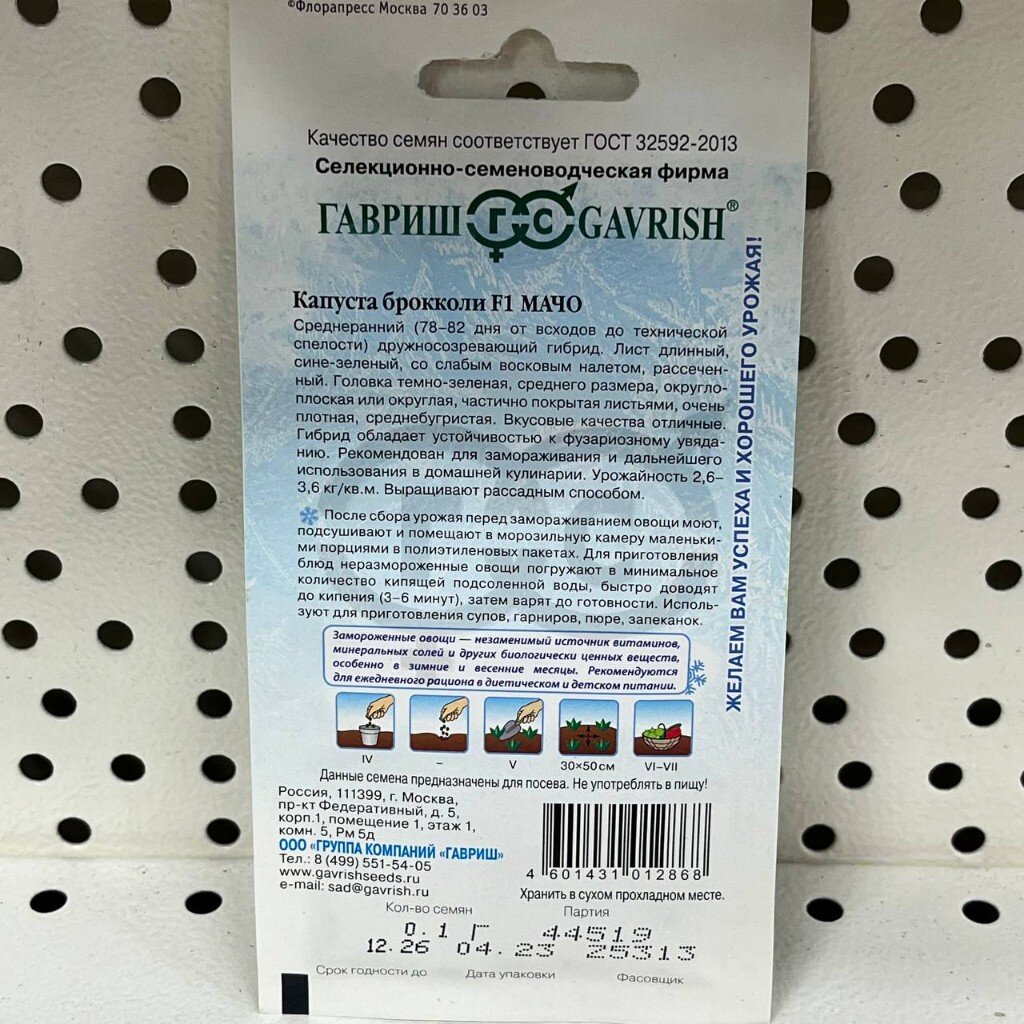 ©Флорапресс Москва 70 36 03
Качество семян соответствует ГОСТ 32592-2013
Селекционно-семеноводческая фирма
ГАВРИШ ГС GAVRISH®
Капуста брокколи F1 МАЧО
Среднеранний (78–82 дня от всходов до технической
спелости) дружносозревающий гибрид. Лист длинный,
сине-зеленый, со слабым восковым налетом, рассечен-
ный. Головка темно-зеленая, среднего размера, округло-
плоская или округлая, частично покрытая листьями, очень
плотная, среднебугристая. Вкусовые качества отличные.
Гибрид обладает устойчивостью к фузариозному увяда-
нию. Рекомендован для замораживания и дальнейшего
использования в домашней кулинарии. Урожайность 2,6–
3,6 кг/кв.м. Выращивают рассадным способом.
После сбора урожая перед замораживанием овощи моют,
подсушивают и помещают в морозильную камеру маленьки-
ми порциями в полиэтиленовых пакетах. Для приготовления
блюд неразмороженные овощи погружают в минимальное
количество кипящей подсоленной воды, быстро доводят
до кипения (3–6 минут), затем варят до готовности. Исполь-
зуют для приготовления супов, гарниров, пюре, запеканок.
Замороженные овощи — незаменимый источник витаминов,
минеральных солей и других биологически ценных веществ,
особенно в зимние и весенние месяцы. Рекомендуются
для ежедневного рациона в диетическом и детском питании.
ЖЕЛАЕМ ВАМ УСПЕХА И ХОРОШЕГО УРОЖАЯ!
IV – V 30×50 см VI–VII
Данные семена предназначены для посева. Не употреблять в пищу!
Россия, 111399, г. Москва,
пр-кт Федеративный, д. 5,
корп.1, помещение 1, этаж 1,
комн. 5, Рм 5д
ООО «ГРУППА КОМПАНИЙ «ГАВРИШ»
Тел.: 8 (499) 551-54-05
www.gavrishseeds.ru
e-mail: sad@gavrish.ru
4 601431 012868
Хранить в сухом прохладном месте.
Кол-во семян Партия
0.1 Г 44519
12.26 04.23 25313
Срок годности до Дата упаковки Фасовщик